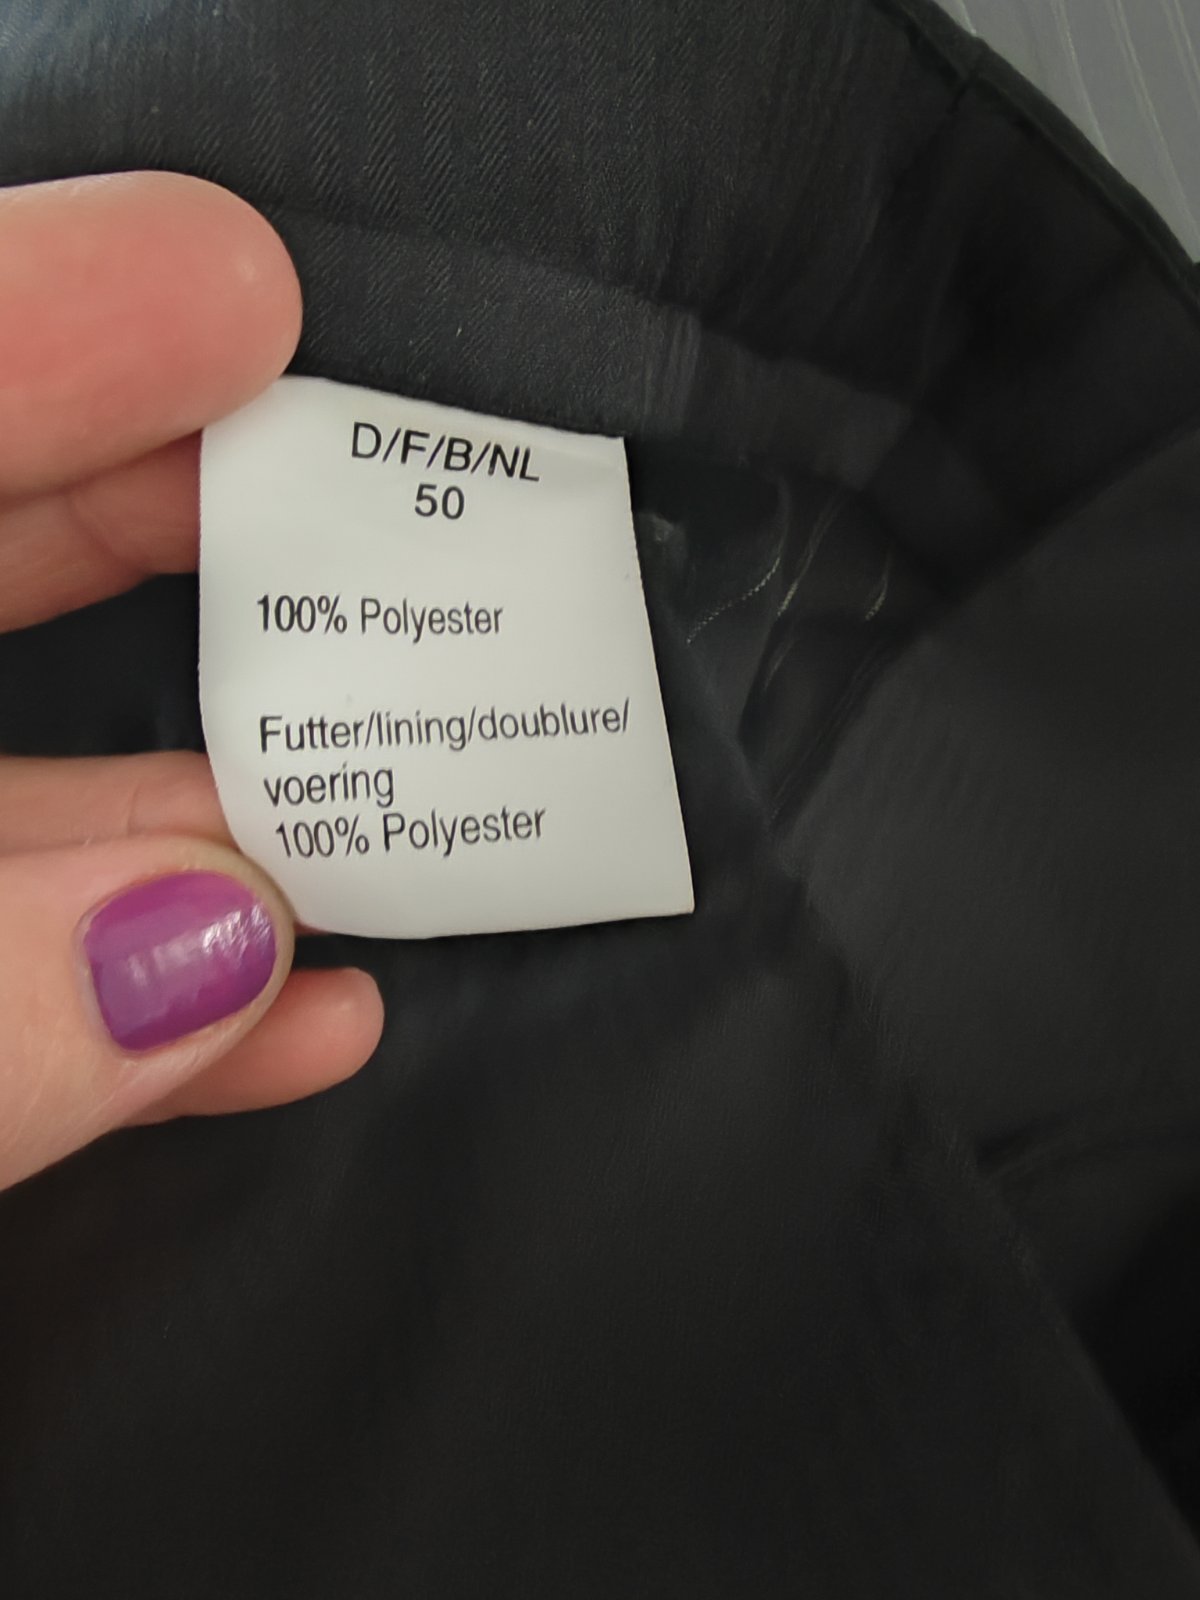 D/F/B/NL
50
100% Polyester
Futter/lining/doublure/
voering
100% Polyester